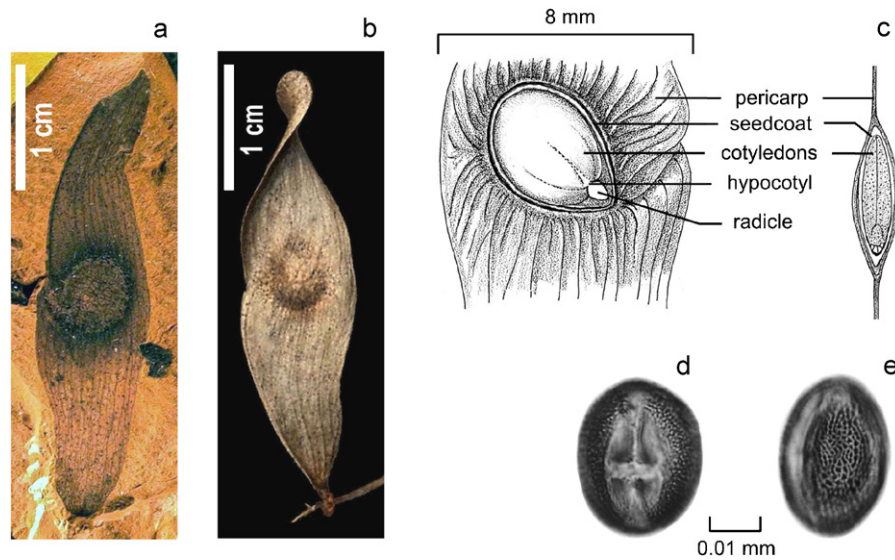 a
b
8 mm
c
1 cm
1 cm
pericarp
seedcoat
cotyledons
hypocotyl
radicle
d
e
0.01 mm